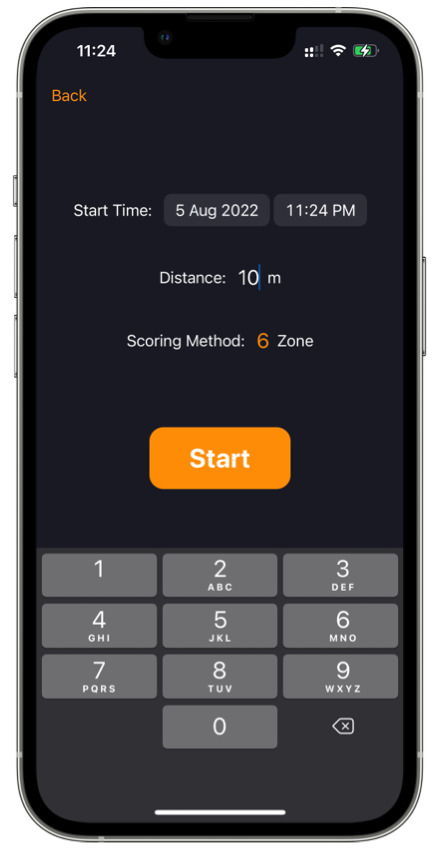 11:24
Back
Start Time: 5 Aug 2022 11:24 PM
Distance: 10 m
Scoring Method: 6 Zone
Start
1 2 3
ABC DEF
4 5 6
GHI JKL MNO
7 8 9
PQRS TUV WXYZ
0